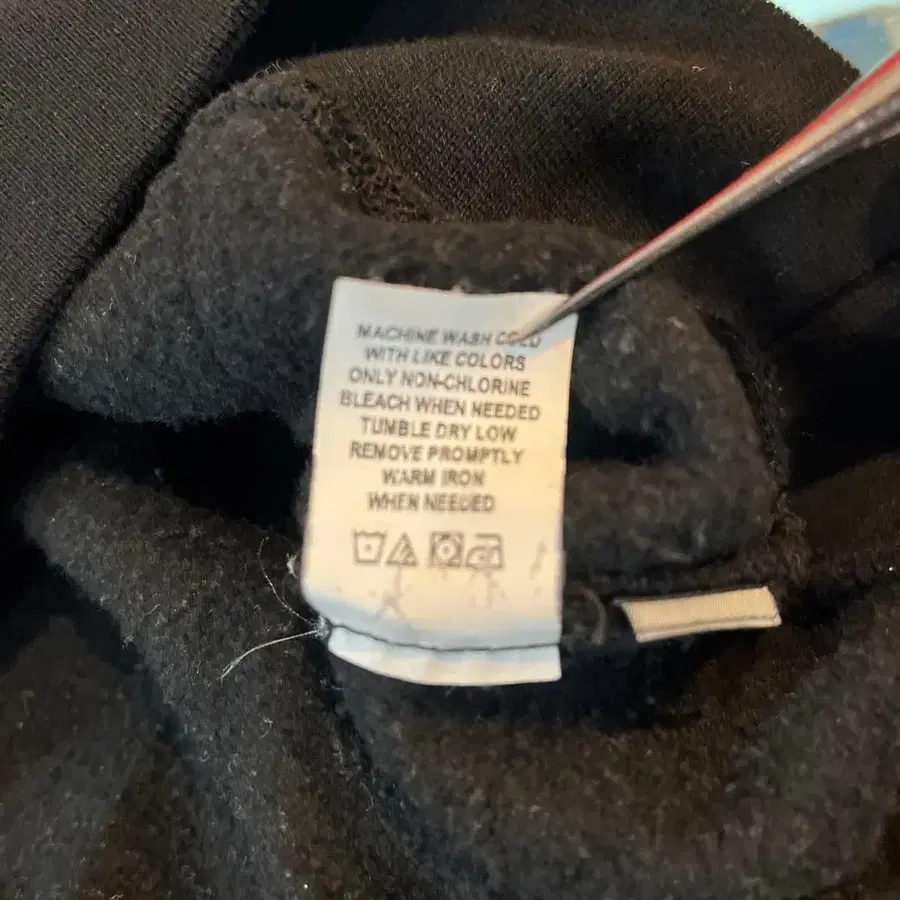 MACHINE WASH COLD
WITH LIKE COLORS
ONLY NON-CHLORINE
BLEACH WHEN NEEDED
TUMBLE DRY LOW
REMOVE PROMPTLY
WARM IRON
WHEN NEEDED